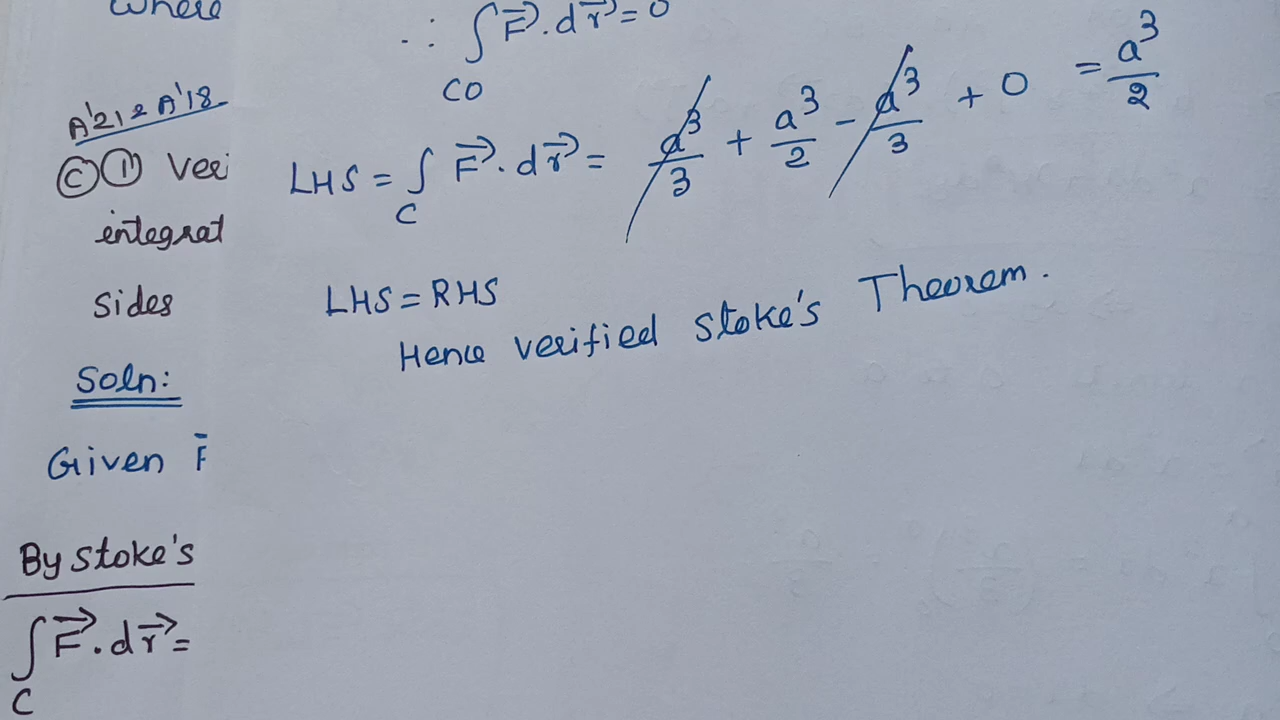 where
∴ ∫F⃗.dr⃗ = 0
CO
A'21 & A'18
Ⓒ ① Veri
integrat
sides
Soln:
Given F
By Stoke's
∫F⃗.dr⃗ =
C
LHS = ∫ F⃗.dr⃗ = a³/3 + a³/2 - a³/3 + 0 = a³/2
C
LHS = RHS
Hence verified Stoke's Theorem.